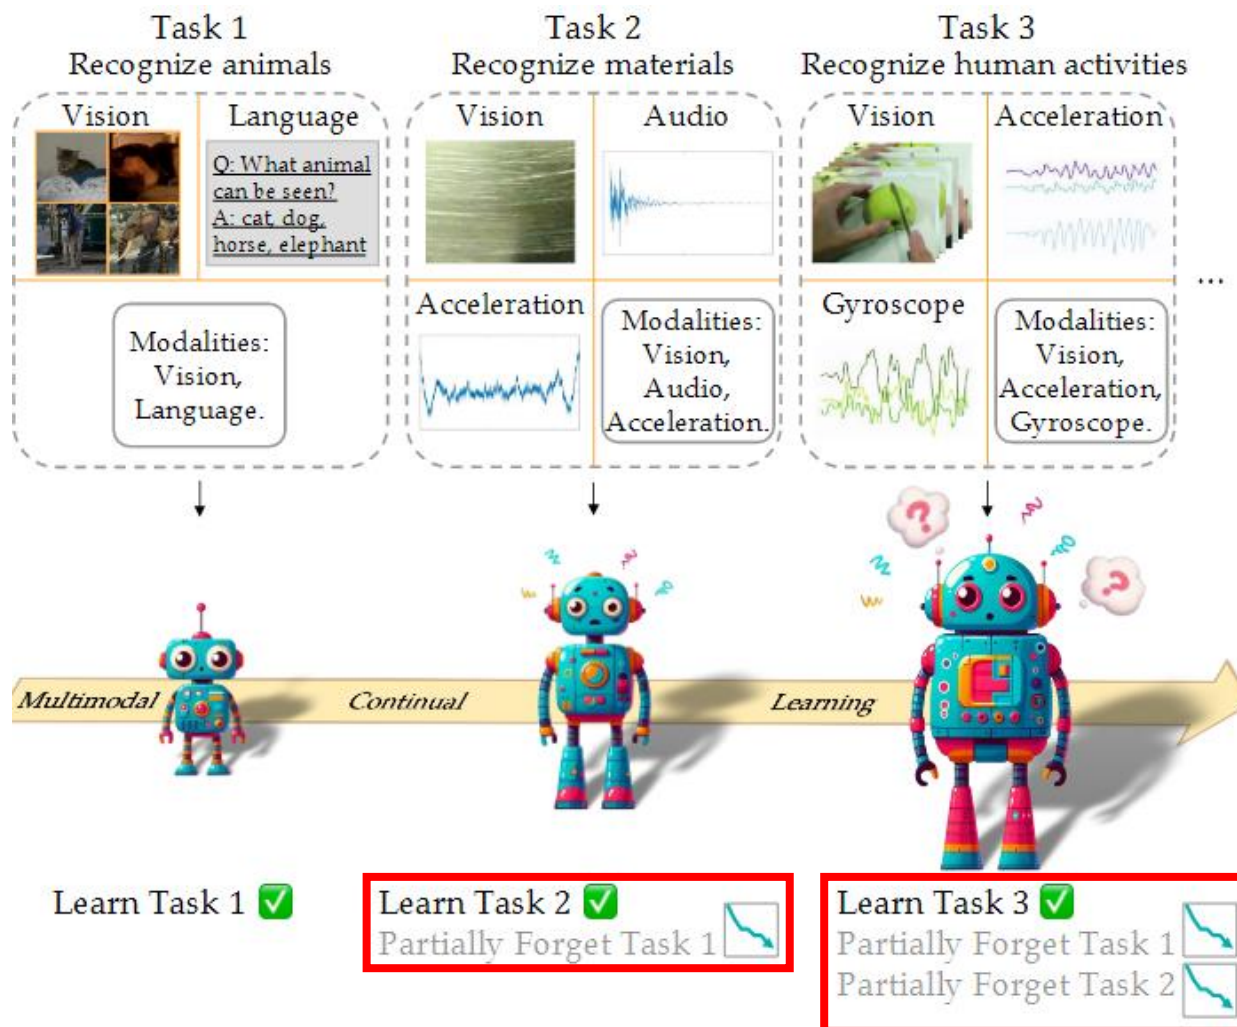 Task 1
Recognize animals
Vision
Language
Q: What animal
can be seen?
A: cat, dog,
horse, elephant
Modalities:
Vision,
Language.
Task 2
Recognize materials
Vision
Audio
Acceleration
Modalities:
Vision,
Audio,
Acceleration.
Task 3
Recognize human activities
Vision
Acceleration
Gyroscope
Modalities:
Vision,
Acceleration,
Gyroscope.
...
?
?
Multimodal
Continual
Learning
Learn Task 1 ✅
Learn Task 2 ✅
Partially Forget Task 1
Learn Task 3 ✅
Partially Forget Task 1
Partially Forget Task 2